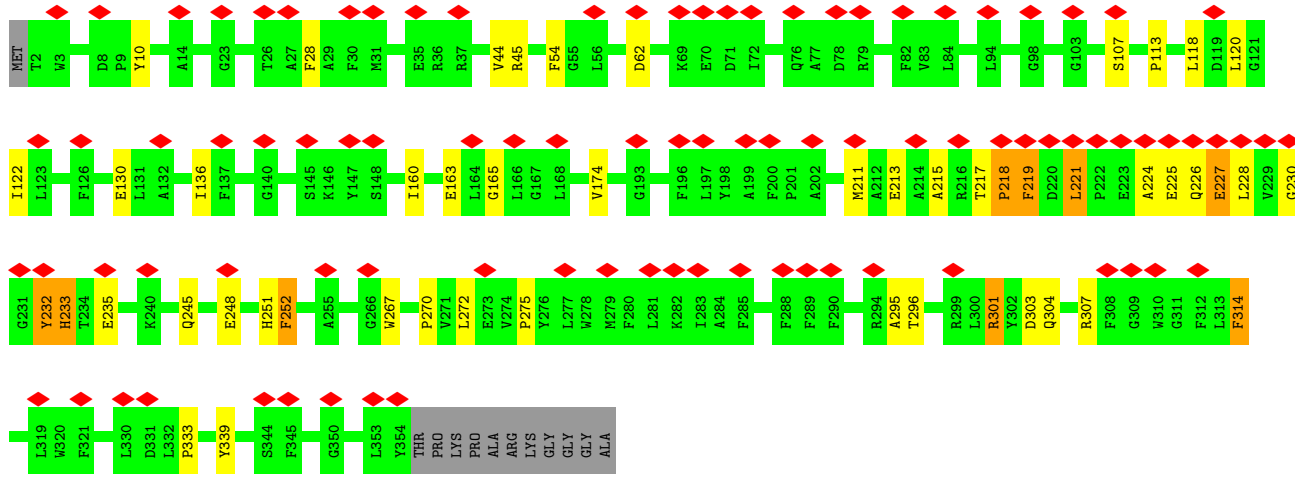 MET T2 W3 D8 P9 Y10 A14 G23 T26 A27 F28 A29 F30 M31 E35 R36 R37 V44 R45 F54 G55 L56 D62 K69 E70 D71 I72 Q76 A77 D78 R79 F82 V83 L84 L94 G98 G103 S107 P113 L118 D119 L120 G121
I122 L123 F126 E130 L131 A132 I136 F137 G140 S145 K146 Y147 S148 I160 E163 L164 G165 L166 G167 L168 V174 G193 F196 L197 Y198 A199 F200 P201 A202 M211 A212 E213 A214 A215 R216 T217 P218 F219 D220 L221 P222 E223 A224 E225 Q226 E227 L228 V229 G230
G231 Y232 H233 T234 E235 K240 Q245 E248 H251 F252 A255 G266 W267 P270 V271 L272 E273 V274 P275 Y276 L277 W278 M279 F280 L281 K282 I283 A284 F285 F288 F289 F290 R294 A295 T296 R299 L300 R301 Y302 D303 Q304 R307 F308 G309 W310 G311 F312 L313 F314
L319 W320 F321 L330 D331 L332 P333 Y339 S344 F345 G350 L353 Y354 THR PRO LYS PRO ALA ARG LYS GLY GLY GLY ALA